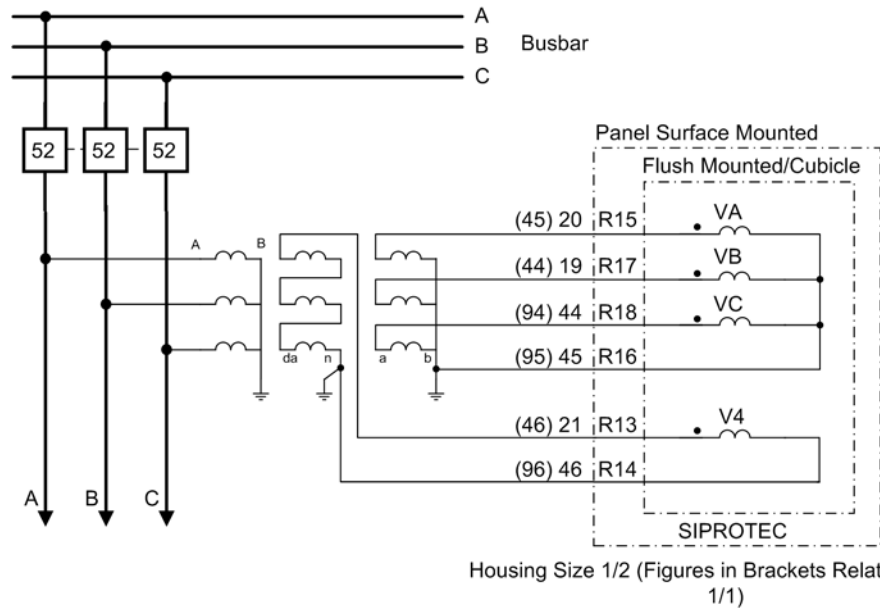 A
B Busbar
C
52 52 52
Panel Surface Mounted
Flush Mounted/Cubicle
(45) 20 R15 VA
A B
(44) 19 R17 VB
(94) 44 R18 VC
da n a b
(95) 45 R16
(46) 21 R13 V4
(96) 46 R14
A B C
SIPROTEC
Housing Size 1/2 (Figures in Brackets Relat
1/1)